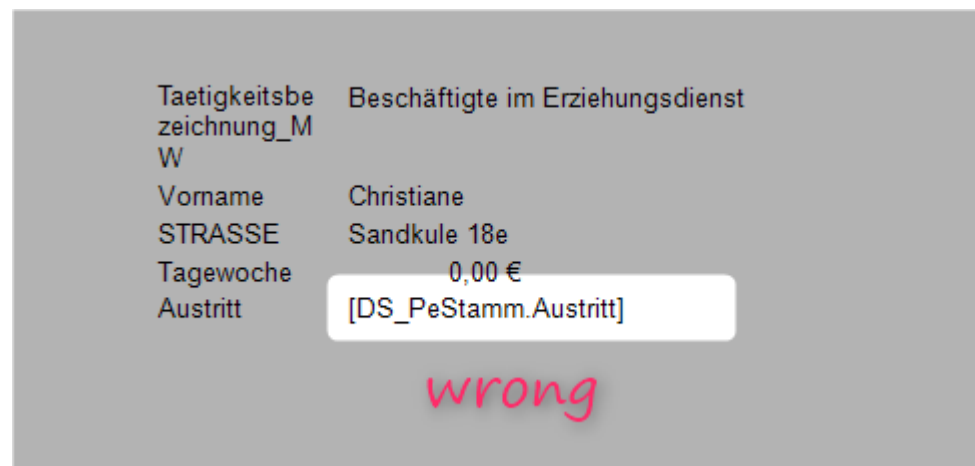 Taetigkeitsbe
zeichnung_M
W
Beschäftigte im Erziehungsdienst
Vorname Christiane
STRASSE Sandkule 18e
Tagewoche 0,00 €
Austritt [DS_PeStamm.Austritt]
wrong